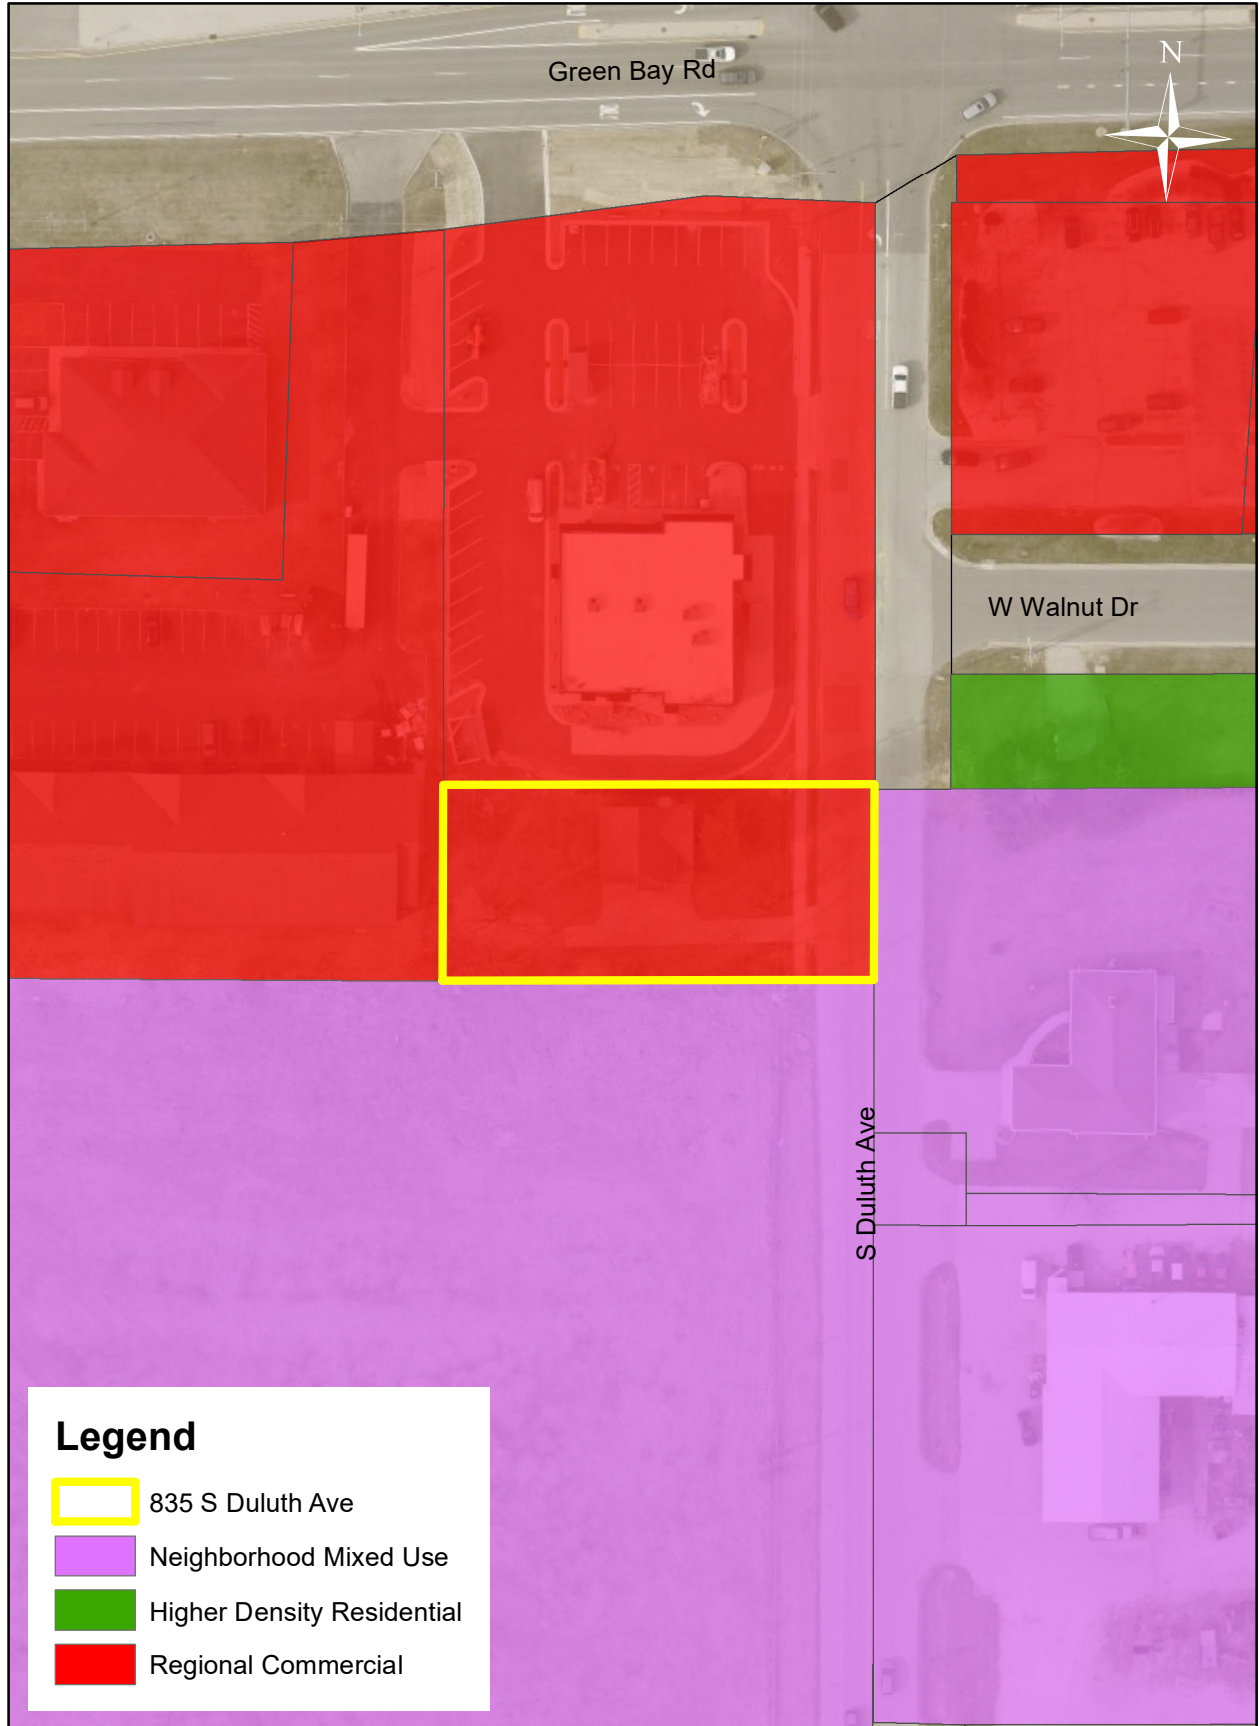 Green Bay Rd
N
W Walnut Dr
S Duluth Ave
Legend
835 S Duluth Ave
Neighborhood Mixed Use
Higher Density Residential
Regional Commercial